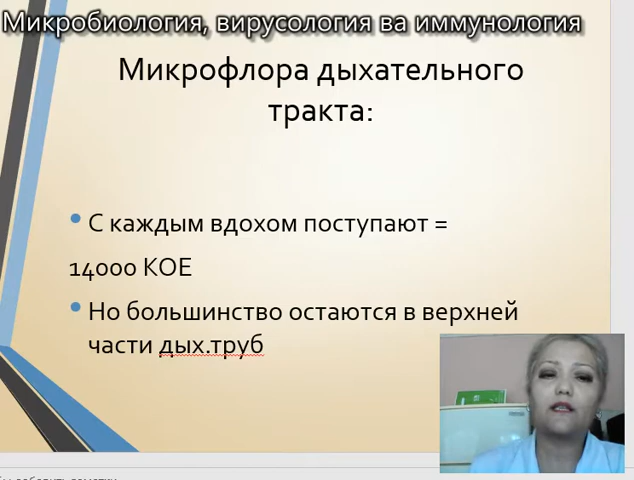 Микробиология, вирусология ва иммунология
Микрофлора дыхательного
тракта:
С каждым вдохом поступают =
14000 КОЕ
Но большинство остаются в верхней
части дых.труб